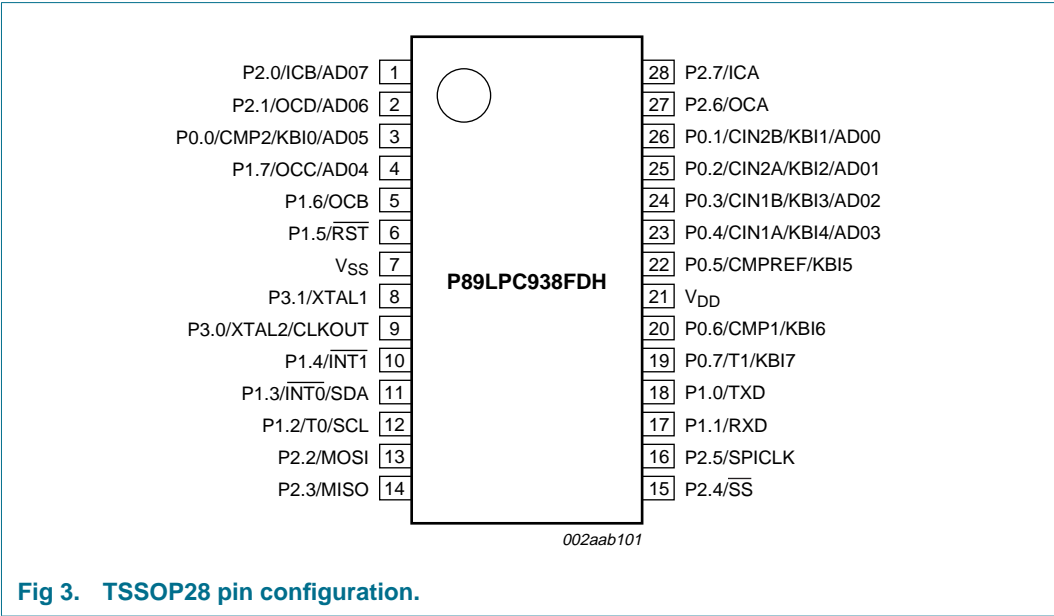 P2.0/ICB/AD07 1 28 P2.7/ICA
P2.1/OCD/AD06 2 27 P2.6/OCA
P0.0/CMP2/KBI0/AD05 3 26 P0.1/CIN2B/KBI1/AD00
P1.7/OCC/AD04 4 25 P0.2/CIN2A/KBI2/AD01
P1.6/OCB 5 24 P0.3/CIN1B/KBI3/AD02
P1.5/R̅S̅T̅ 6 23 P0.4/CIN1A/KBI4/AD03
VSS 7 22 P0.5/CMPREF/KBI5
P89LPC938FDH
P3.1/XTAL1 8 21 VDD
P3.0/XTAL2/CLKOUT 9 20 P0.6/CMP1/KBI6
P1.4/I̅N̅T̅1̅ 10 19 P0.7/T1/KBI7
P1.3/I̅N̅T̅0̅/SDA 11 18 P1.0/TXD
P1.2/T0/SCL 12 17 P1.1/RXD
P2.2/MOSI 13 16 P2.5/SPICLK
P2.3/MISO 14 15 P2.4/S̅S̅
002aab101
Fig 3. TSSOP28 pin configuration.